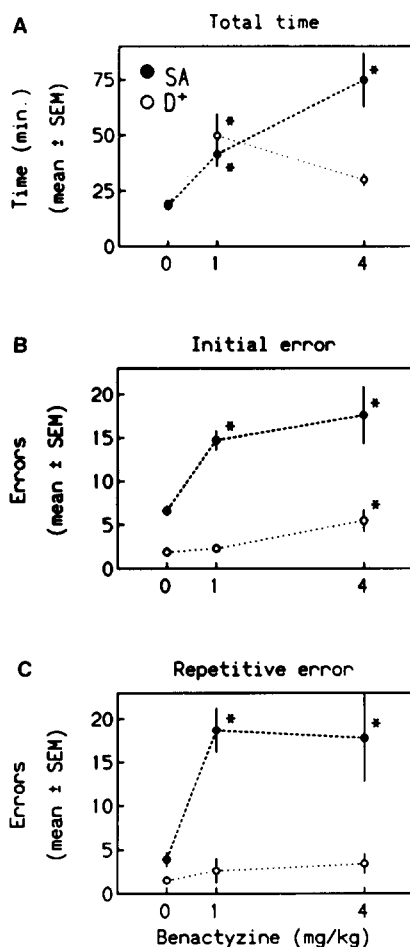 A
Total time
● SA
○ D+
Time (min.)
(mean ± SEM)
75
50
25
0
*
*
*
0 1 4
B
Initial error
Errors
(mean ± SEM)
20
15
10
5
0
*
*
*
0 1 4
C
Repetitive error
Errors
(mean ± SEM)
20
15
10
5
0
*
*
0 1 4
Benactyzine (mg/kg)